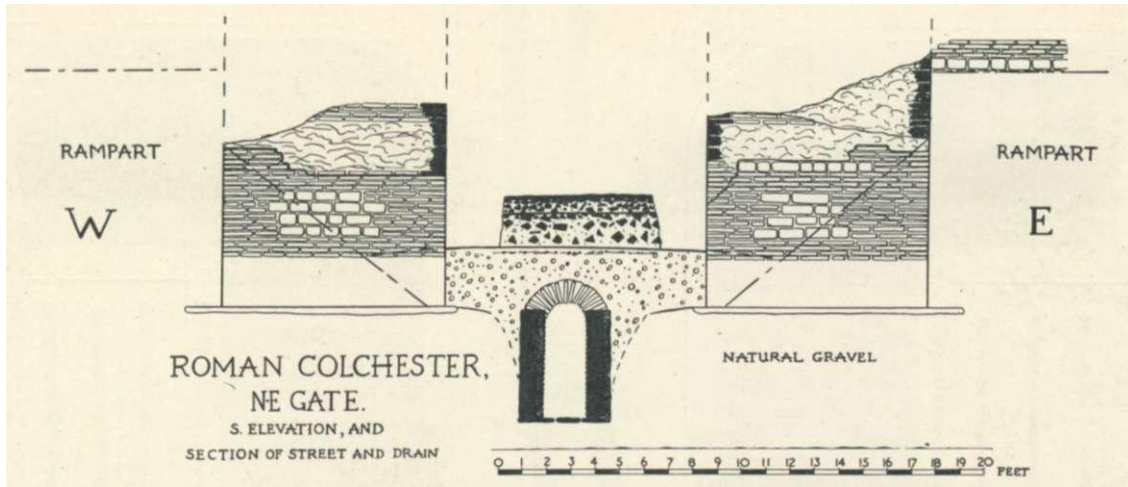 RAMPART
W
RAMPART
E
ROMAN COLCHESTER,
N·E GATE.
S. ELEVATION, AND
SECTION OF STREET AND DRAIN
NATURAL GRAVEL
0 1 2 3 4 5 6 7 8 9 10 11 12 13 14 15 16 17 18 19 20
FEET